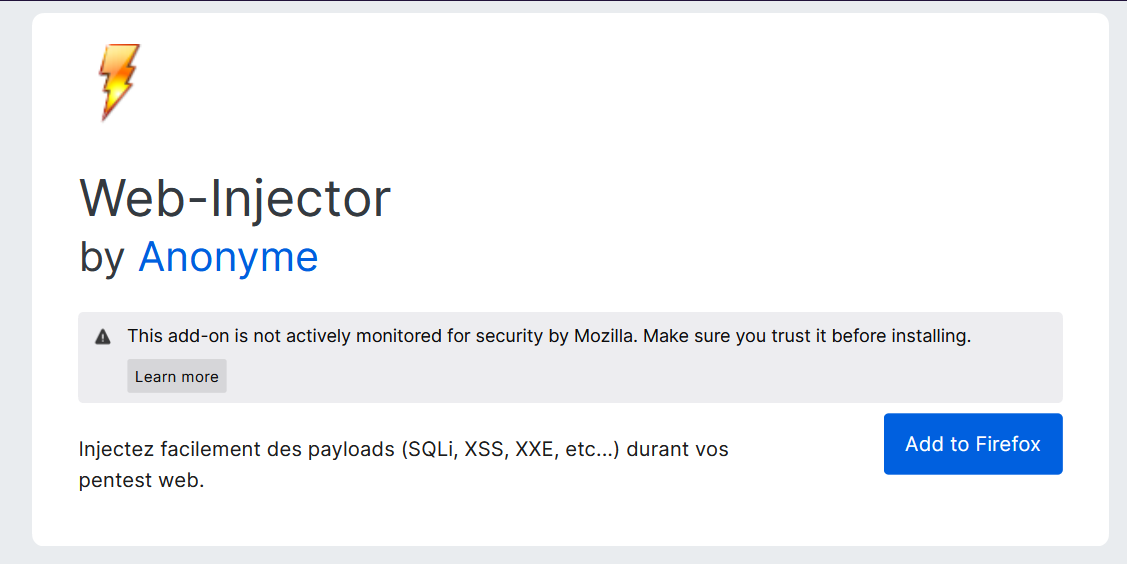 Web-Injector
by Anonyme
This add-on is not actively monitored for security by Mozilla. Make sure you trust it before installing.
Learn more
Injectez facilement des payloads (SQLi, XSS, XXE, etc...) durant vos
pentest web.
Add to Firefox